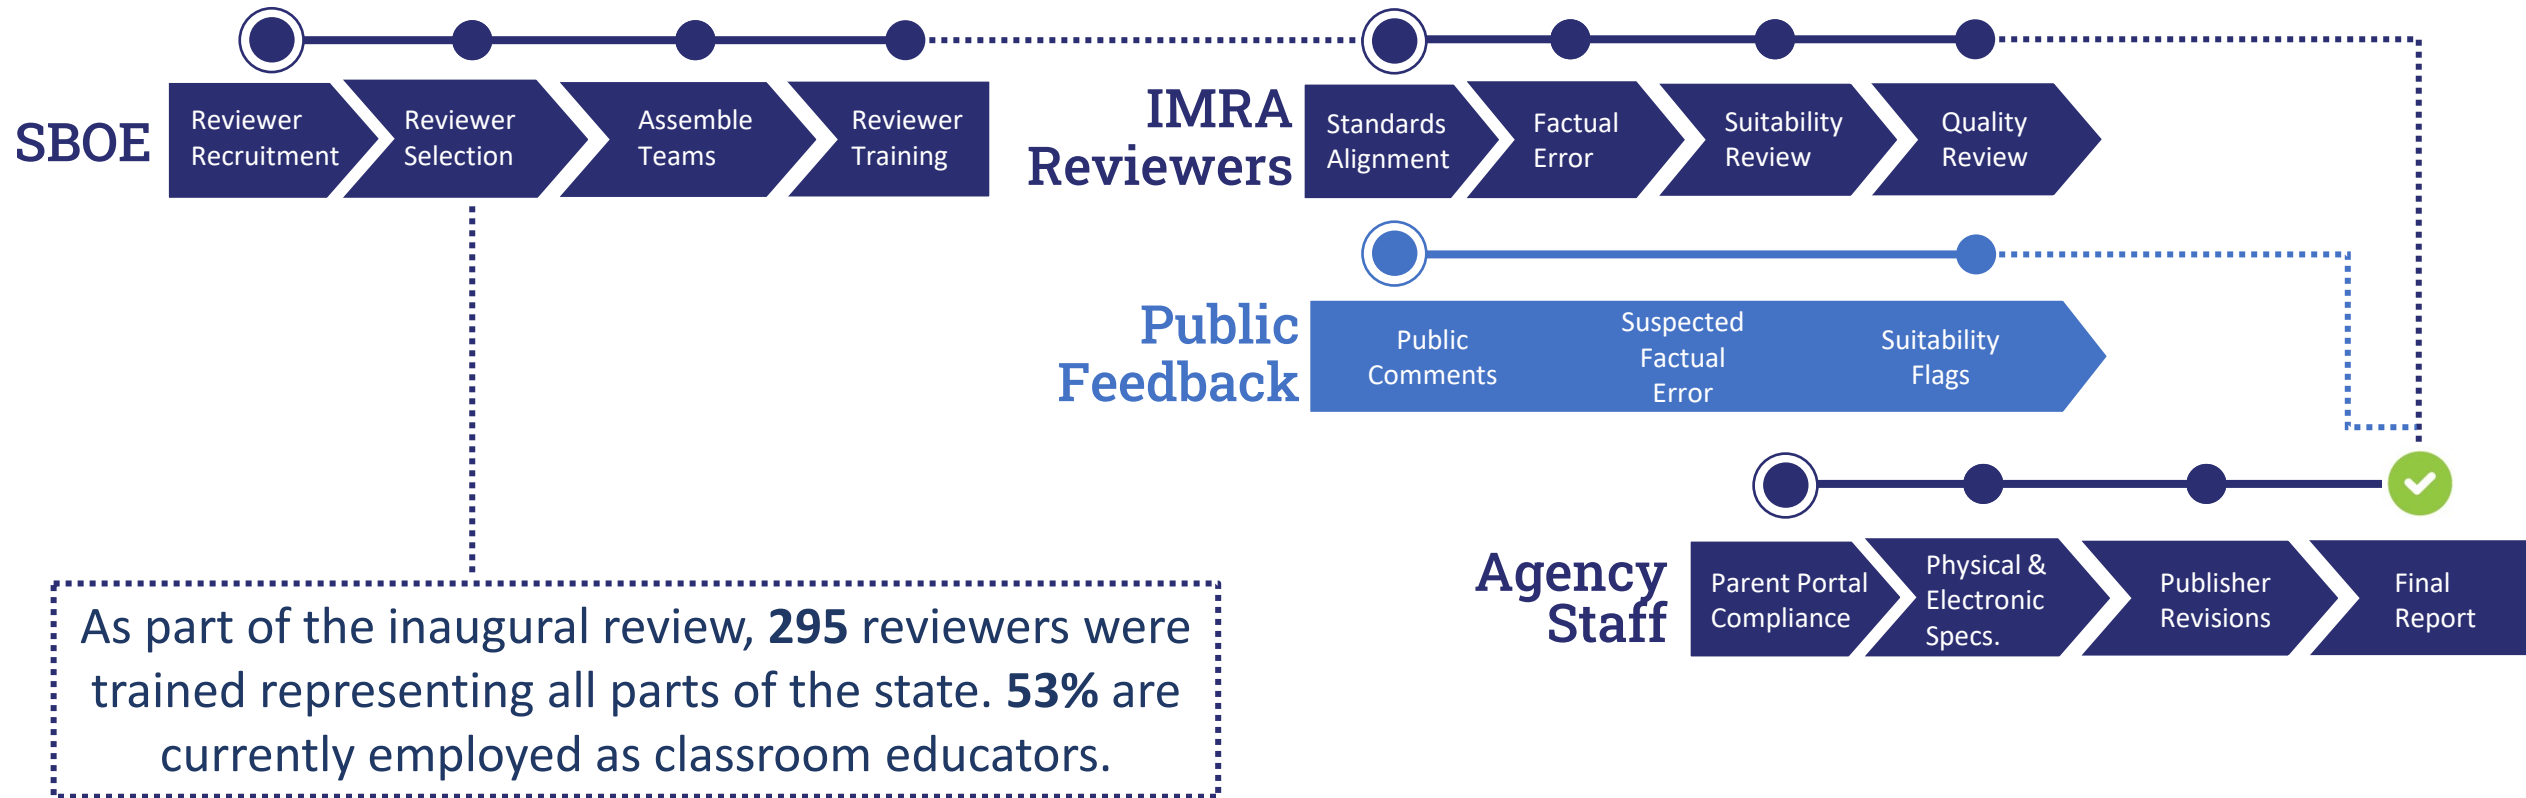 SBOE
Reviewer
Recruitment
Reviewer
Selection
Assemble
Teams
Reviewer
Training
IMRA
Reviewers
Standards
Alignment
Factual
Error
Suitability
Review
Quality
Review
Public
Feedback
Public
Comments
Suspected
Factual
Error
Suitability
Flags
Agency
Staff
Parent Portal
Compliance
Physical &
Electronic
Specs.
Publisher
Revisions
Final
Report
As part of the inaugural review, 295 reviewers were
trained representing all parts of the state. 53% are
currently employed as classroom educators.